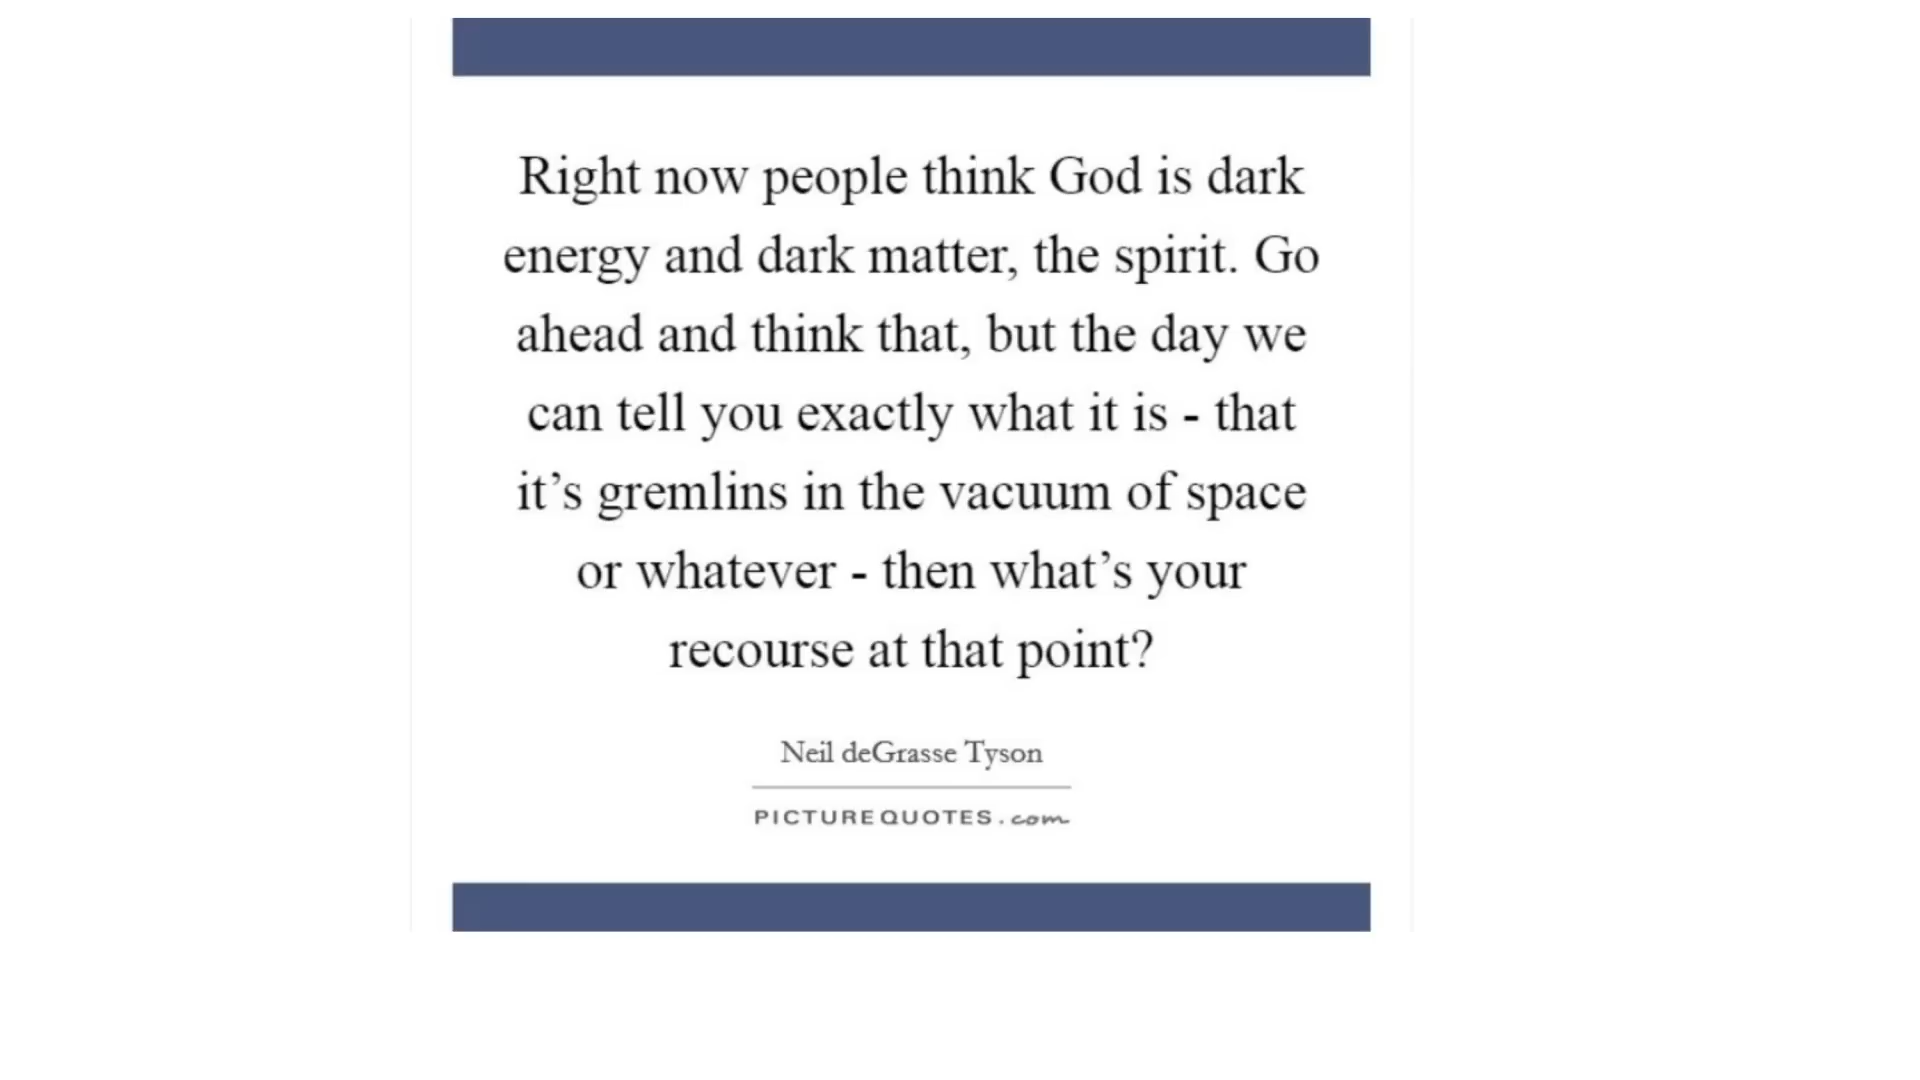 Right now people think God is dark
energy and dark matter, the spirit. Go
ahead and think that, but the day we
can tell you exactly what it is - that
it’s gremlins in the vacuum of space
or whatever - then what’s your
recourse at that point?
Neil deGrasse Tyson
PICTUREQUOTES.com